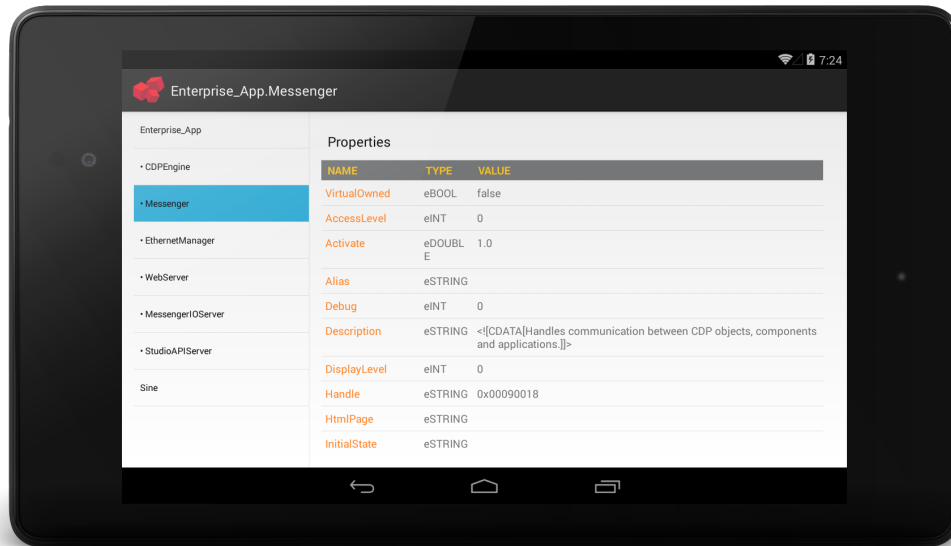 7:24
Enterprise_App.Messenger
Enterprise_App
• CDPEngine
• Messenger
• EthernetManager
• WebServer
• MessengerIOServer
• StudioAPIServer
Sine
Properties
NAME TYPE VALUE
VirtualOwned eBOOL false
AccessLevel eINT 0
Activate eDOUBL 1.0
E
Alias eSTRING
Debug eINT 0
Description eSTRING <![CDATA[Handles communication between CDP objects, components
and applications.]]>
DisplayLevel eINT 0
Handle eSTRING 0x00090018
HtmlPage eSTRING
InitialState eSTRING